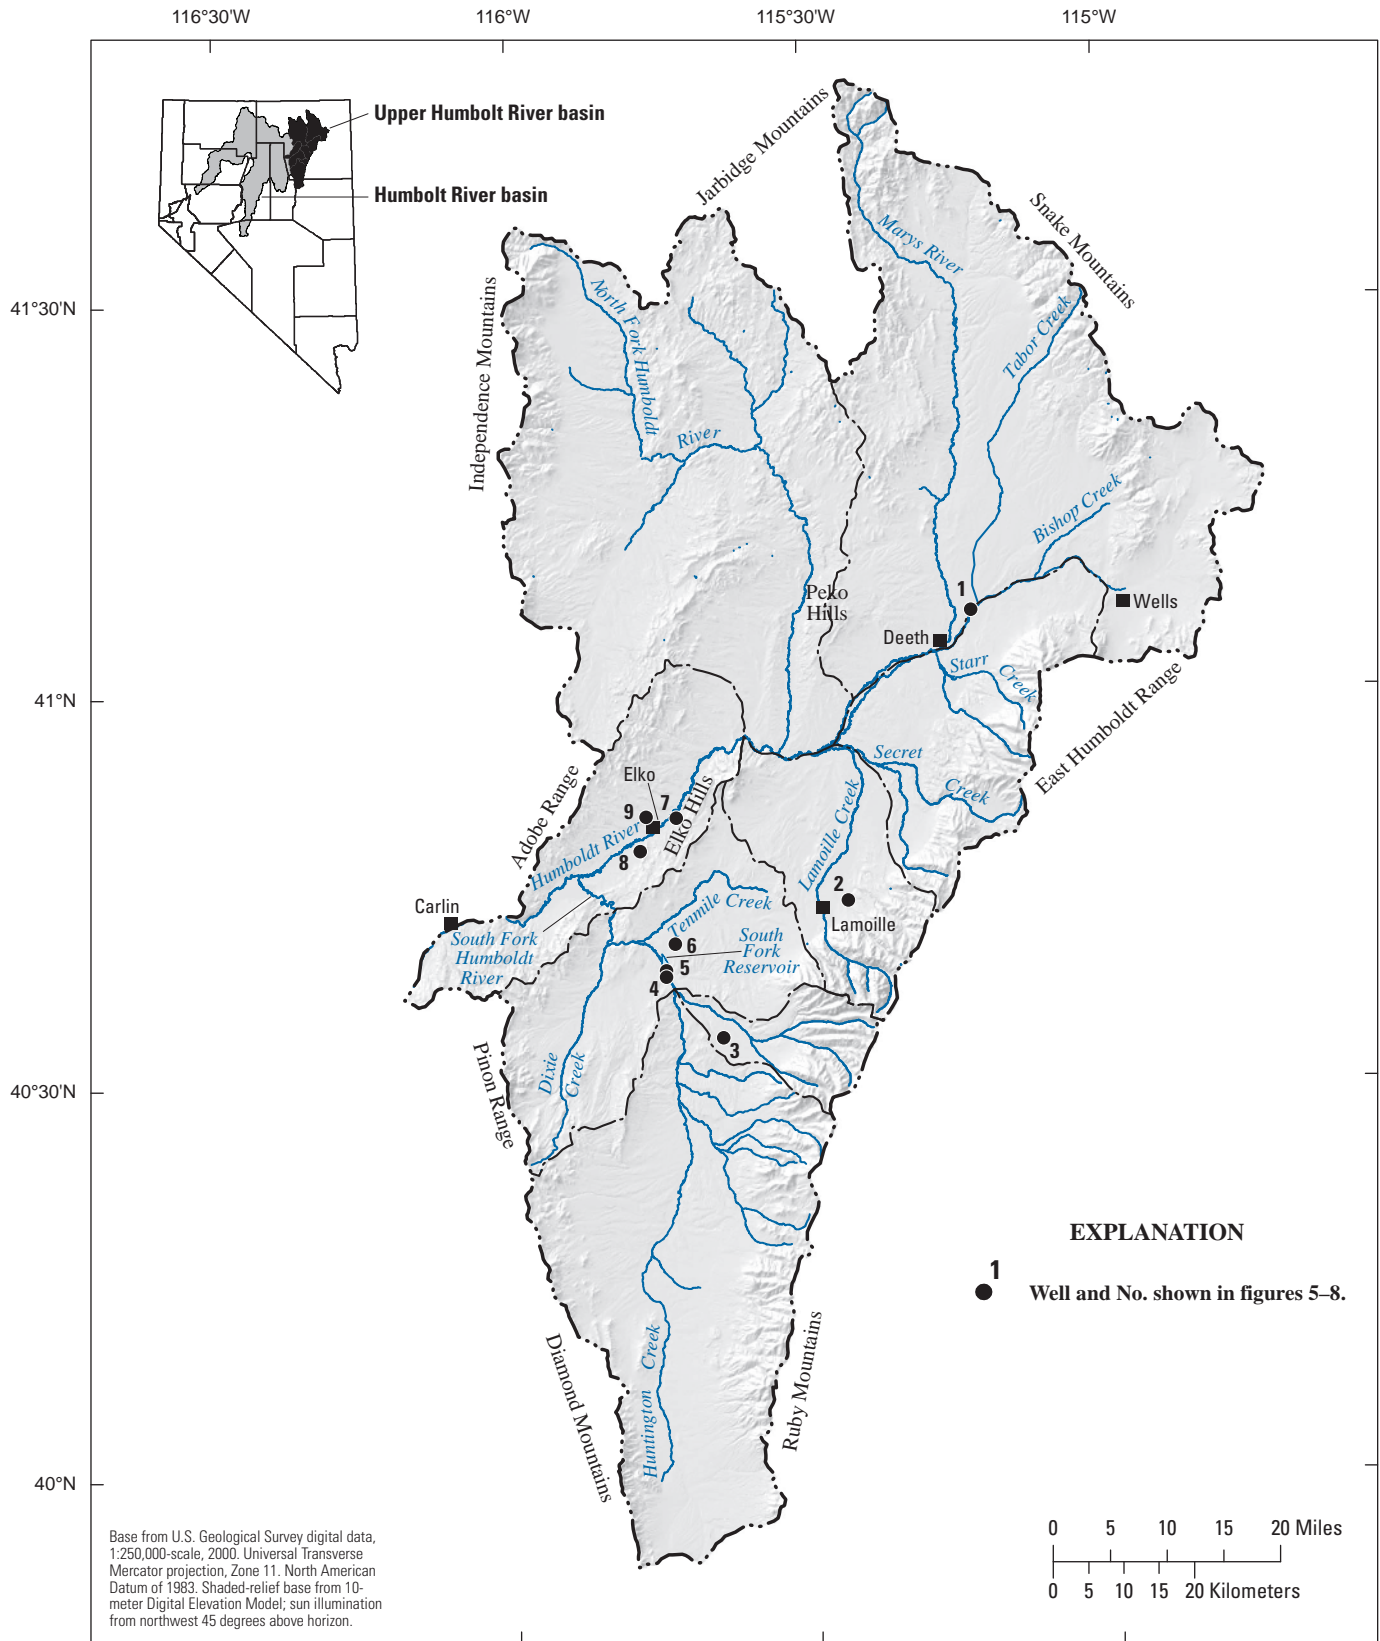 116°30'W
116°W
115°30'W
115°W
Upper Humbolt River basin
Humbolt River basin
Jarbidge Mountains
Snake Mountains
Marys River
North Fork Humboldt
River
Independence Mountains
41°30'N
Tabor Creek
Bishop Creek
Peko
Hills
1
Wells
Deeth
Starr
Creek
41°N
East Humboldt Range
Secret
Creek
Elko
Adobe Range
9
7
Elko Hills
8
Humboldt River
Lamoille Creek
2
Lamoille
Carlin
Tenmile Creek
South Fork
Humboldt
River
South
Fork
Reservoir
6
5
4
3
Pinon Range
Dixie
Creek
40°30'N
EXPLANATION
1
Well and No. shown in figures 5–8.
Diamond Mountains
Huntington Creek
Ruby Mountains
40°N
Base from U.S. Geological Survey digital data,
1:250,000-scale, 2000. Universal Transverse
Mercator projection, Zone 11. North American
Datum of 1983. Shaded-relief base from 10-
meter Digital Elevation Model; sun illumination
from northwest 45 degrees above horizon.
0 5 10 15 20 Miles
0 5 10 15 20 Kilometers